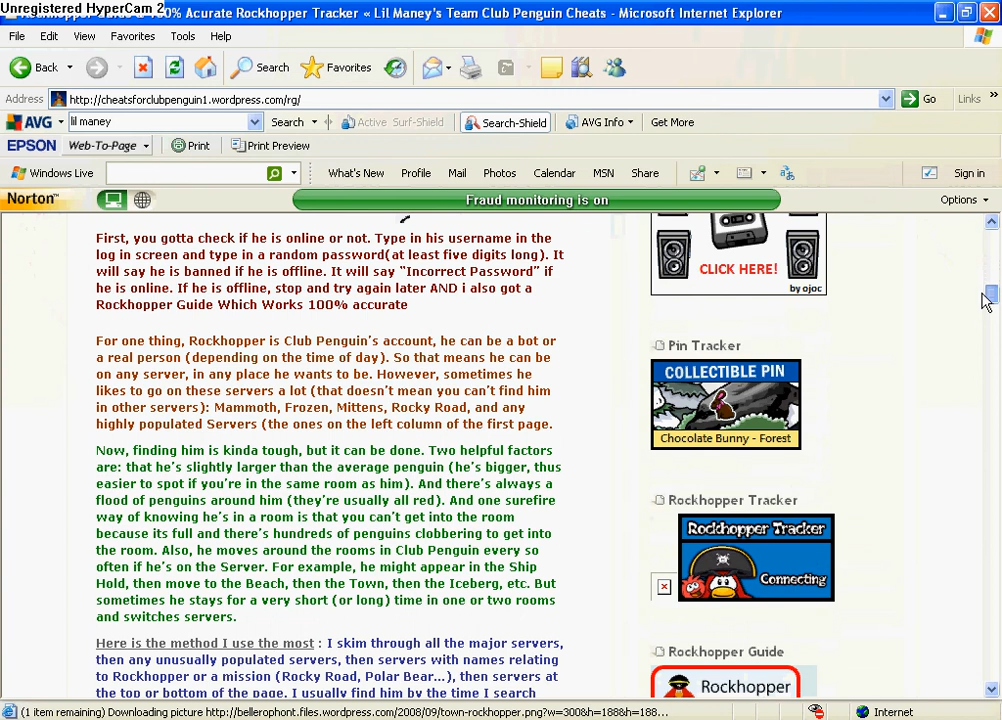 Unregistered HyperCam 2
100% Acurate Rockhopper Tracker « Lil Maney's Team Club Penguin Cheats - Microsoft Internet Explorer
File Edit View Favorites Tools Help
Back Search Favorites
Address http://cheatsforclubpenguin1.wordpress.com/rg/ Go Links »
AVG lil maney Search Active Surf-Shield Search-Shield AVG Info Get More
EPSON Web-To-Page Print Print Preview
Windows Live What's New Profile Mail Photos Calendar MSN Share Sign in
Norton™ Fraud monitoring is on Options
First, you gotta check if he is online or not. Type in his username in the
log in screen and type in a random password(at least five digits long). It
will say he is banned if he is offline. It will say “Incorrect Password” if
he is online. If he is offline, stop and try again later AND i also got a
Rockhopper Guide Which Works 100% accurate
For one thing, Rockhopper is Club Penguin's account, he can be a bot or
a real person (depending on the time of day). So that means he can be
on any server, in any place he wants to be. However, sometimes he
likes to go on these servers a lot (that doesn't mean you can't find him
in other servers): Mammoth, Frozen, Mittens, Rocky Road, and any
highly populated Servers (the ones on the left column of the first page.
Now, finding him is kinda tough, but it can be done. Two helpful factors
are: that he's slightly larger than the average penguin (he's bigger, thus
easier to spot if you're in the same room as him). And there's always a
flood of penguins around him (they're usually all red). And one surefire
way of knowing he's in a room is that you can't get into the room
because its full and there's hundreds of penguins clobbering to get into
the room. Also, he moves around the rooms in Club Penguin every so
often if he's on the Server. For example, he might appear in the Ship
Hold, then move to the Beach, then the Town, then the Iceberg, etc. But
sometimes he stays for a very short (or long) time in one or two rooms
and switches servers.
Here is the method I use the most : I skim through all the major servers,
then any unusually populated servers, then servers with names relating
to Rockhopper or a mission (Rocky Road, Polar Bear...), then servers at
the top or bottom of the page. I usually find him by the time I search
CLICK HERE!
by ojoc
Pin Tracker
COLLECTIBLE PIN
Chocolate Bunny - Forest
Rockhopper Tracker
Rockhopper Tracker
Connecting
Rockhopper Guide
Rockhopper
(1 item remaining) Downloading picture http://bellerophont.files.wordpress.com/2008/09/town-rockhopper.png?w=300&h=188&h=188... Internet